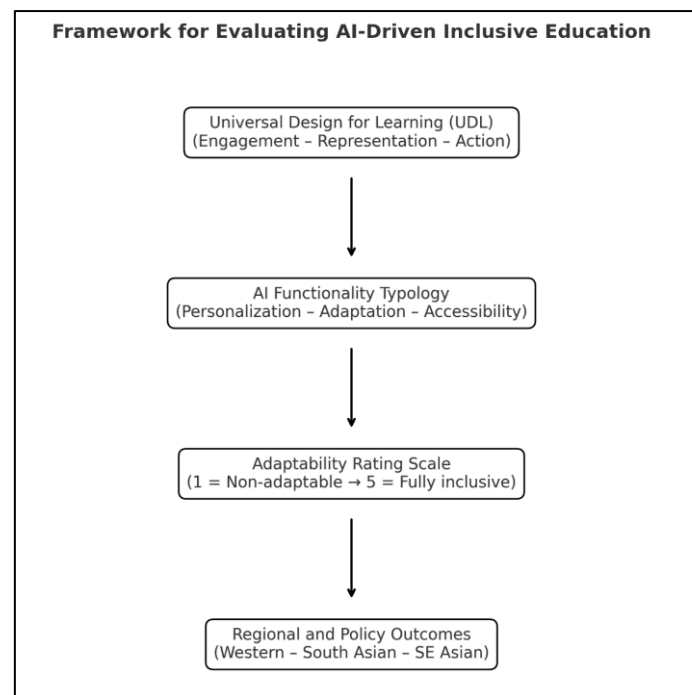 Framework for Evaluating AI-Driven Inclusive Education
Universal Design for Learning (UDL)
(Engagement – Representation – Action)
AI Functionality Typology
(Personalization – Adaptation – Accessibility)
Adaptability Rating Scale
(1 = Non-adaptable → 5 = Fully inclusive)
Regional and Policy Outcomes
(Western – South Asian – SE Asian)